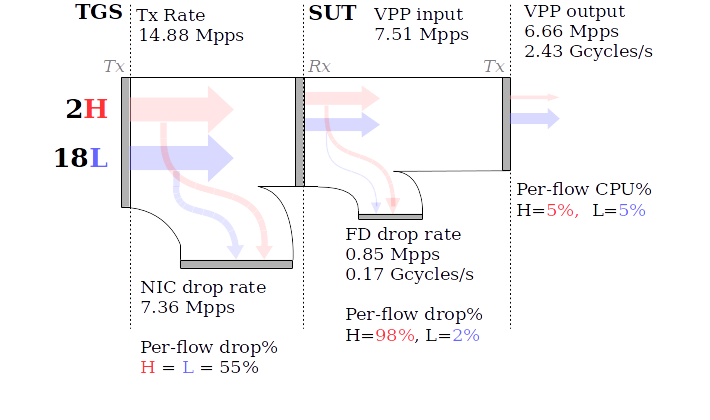 TGS
Tx Rate
14.88 Mpps
SUT
VPP input
7.51 Mpps
VPP output
6.66 Mpps
2.43 Gcycles/s
Tx
Rx
Tx
2H
18L
Per-flow CPU%
H=5%, L=5%
FD drop rate
0.85 Mpps
0.17 Gcycles/s
NIC drop rate
7.36 Mpps
Per-flow drop%
H=98%, L=2%
Per-flow drop%
H = L = 55%